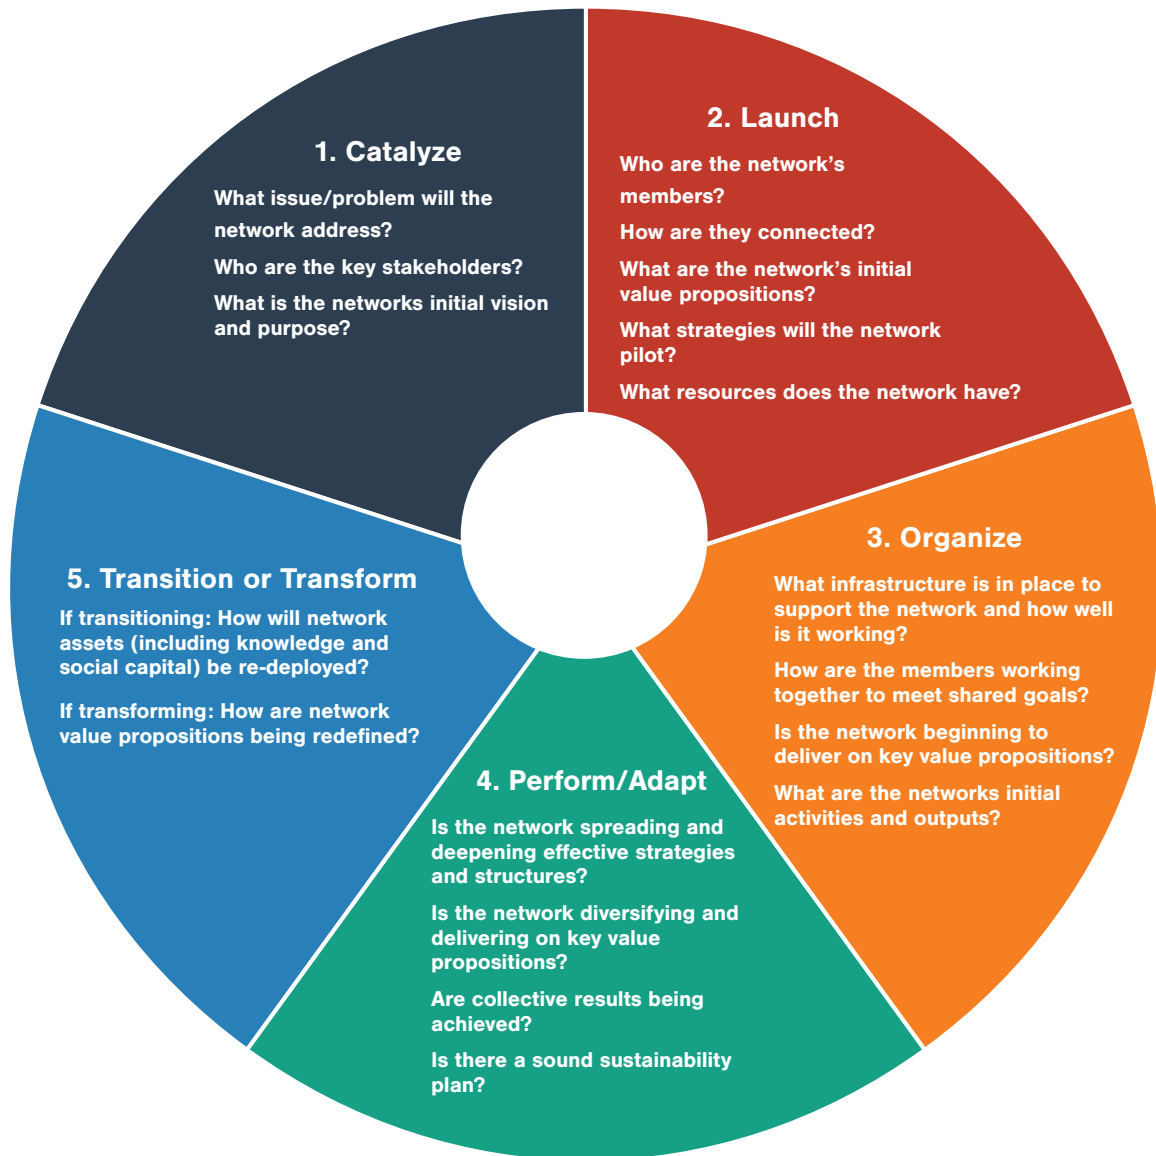 1. Catalyze
What issue/problem will the
network address?
Who are the key stakeholders?
What is the networks initial vision
and purpose?
2. Launch
Who are the network’s
members?
How are they connected?
What are the network’s initial
value propositions?
What strategies will the network
pilot?
What resources does the network have?
3. Organize
What infrastructure is in place to
support the network and how well
is it working?
How are the members working
together to meet shared goals?
Is the network beginning to
deliver on key value propositions?
What are the networks initial
activities and outputs?
4. Perform/Adapt
Is the network spreading and
deepening effective strategies
and structures?
Is the network diversifying and
delivering on key value
propositions?
Are collective results being
achieved?
Is there a sound sustainability
plan?
5. Transition or Transform
If transitioning: How will network
assets (including knowledge and
social capital) be re-deployed?
If transforming: How are network
value propositions being redefined?